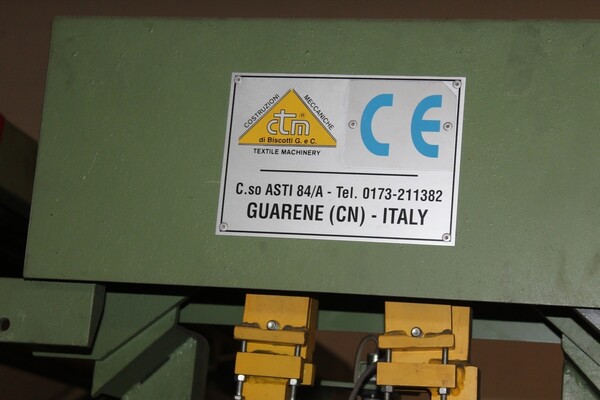 COSTRUZIONI MECCANICHE
ctm®
di Biscotti G. e C.
TEXTILE MACHINERY
CE
C.so ASTI 84/A - Tel. 0173-211382
GUARENE (CN) - ITALY